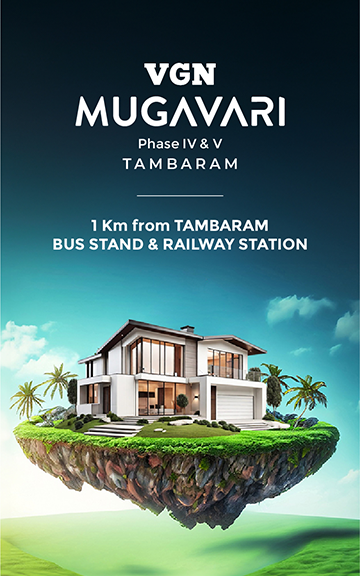 VGN
MUGAVARI
Phase IV & V
TAMBARAM
1 Km from TAMBARAM
BUS STAND & RAILWAY STATION